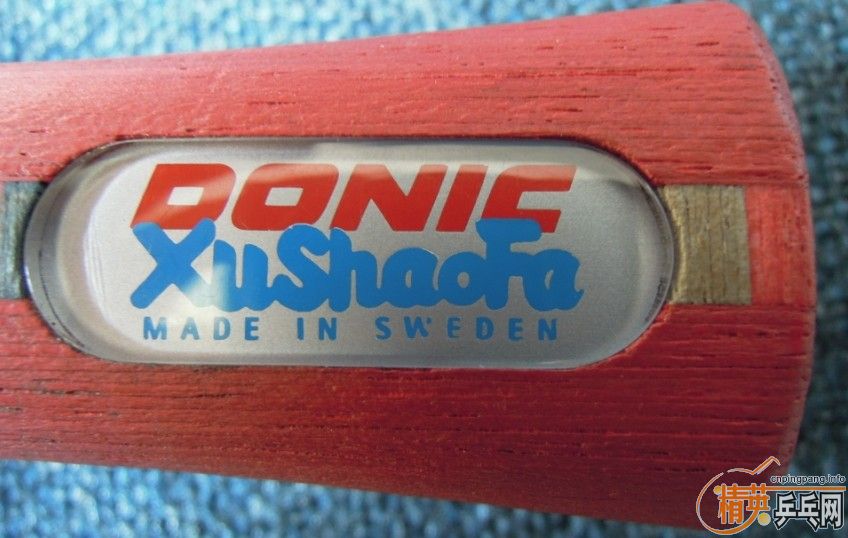 DONIC
XuShaoFa
MADE IN SWEDEN
cnpingpang.info
精英乒乓网